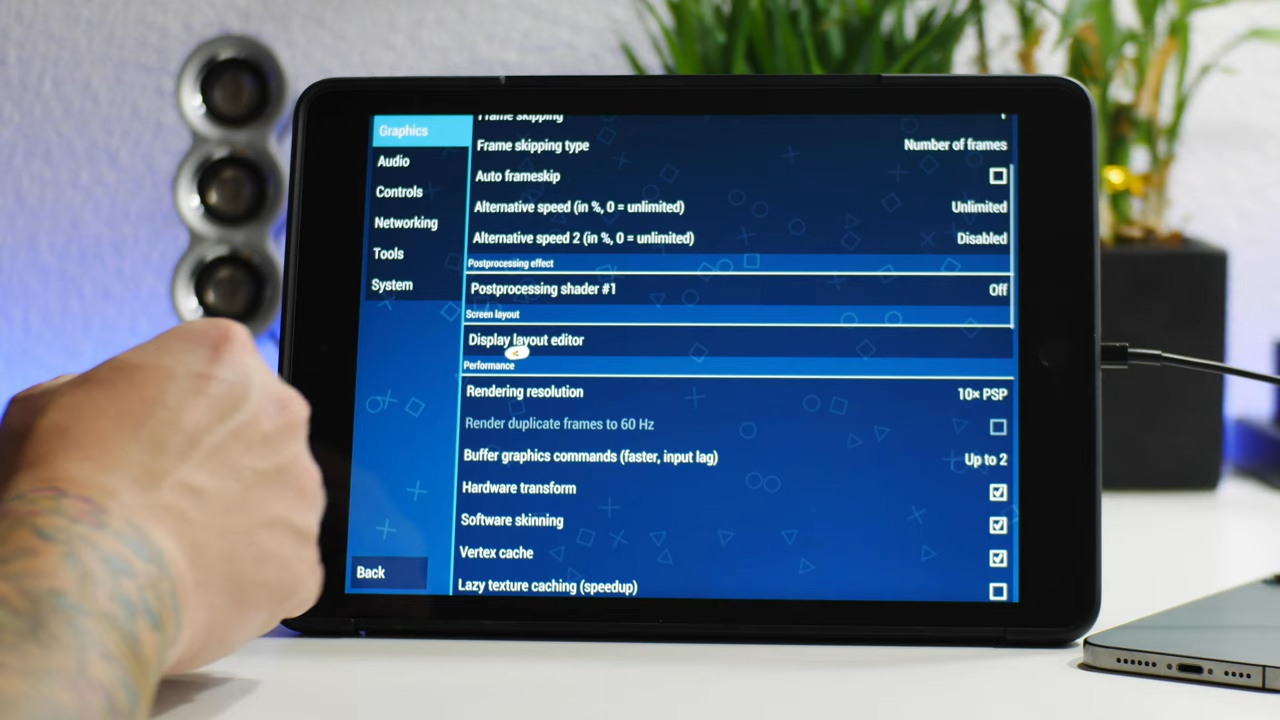 Graphics
Audio
Controls
Networking
Tools
System
Back
Frame skipping
Frame skipping type Number of frames
Auto frameskip
Alternative speed (in %, 0 = unlimited) Unlimited
Alternative speed 2 (in %, 0 = unlimited) Disabled
Postprocessing effect
Postprocessing shader #1 Off
Screen layout
Display layout editor
Performance
Rendering resolution 10× PSP
Render duplicate frames to 60 Hz
Buffer graphics commands (faster, input lag) Up to 2
Hardware transform
Software skinning
Vertex cache
Lazy texture caching (speedup)